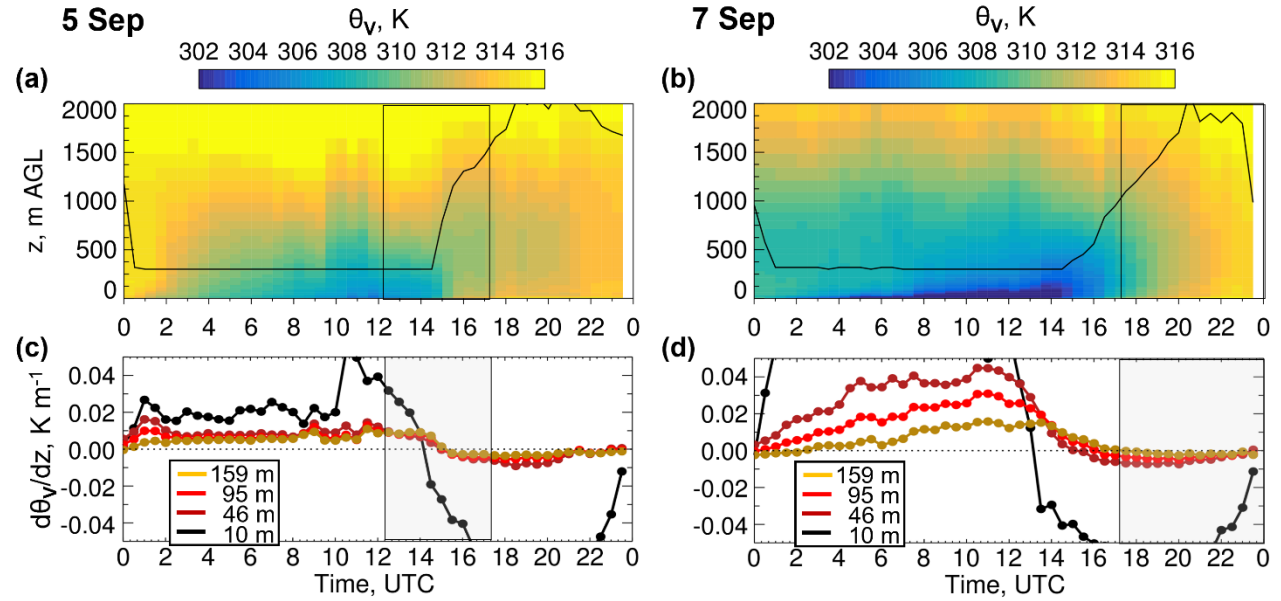 5 Sep
θv, K
302 304 306 308 310 312 314 316
7 Sep
θv, K
302 304 306 308 310 312 314 316
(a)
2000
1500
1000
500
0
z, m AGL
0 2 4 6 8 10 12 14 16 18 20 22 0
(b)
2000
1500
1000
500
0
0 2 4 6 8 10 12 14 16 18 20 22 0
(c)
0.04
0.02
0.00
-0.02
-0.04
dθv/dz, K m⁻¹
159 m
95 m
46 m
10 m
0 2 4 6 8 10 12 14 16 18 20 22 0
Time, UTC
(d)
0.04
0.02
0.00
-0.02
-0.04
159 m
95 m
46 m
10 m
0 2 4 6 8 10 12 14 16 18 20 22 0
Time, UTC